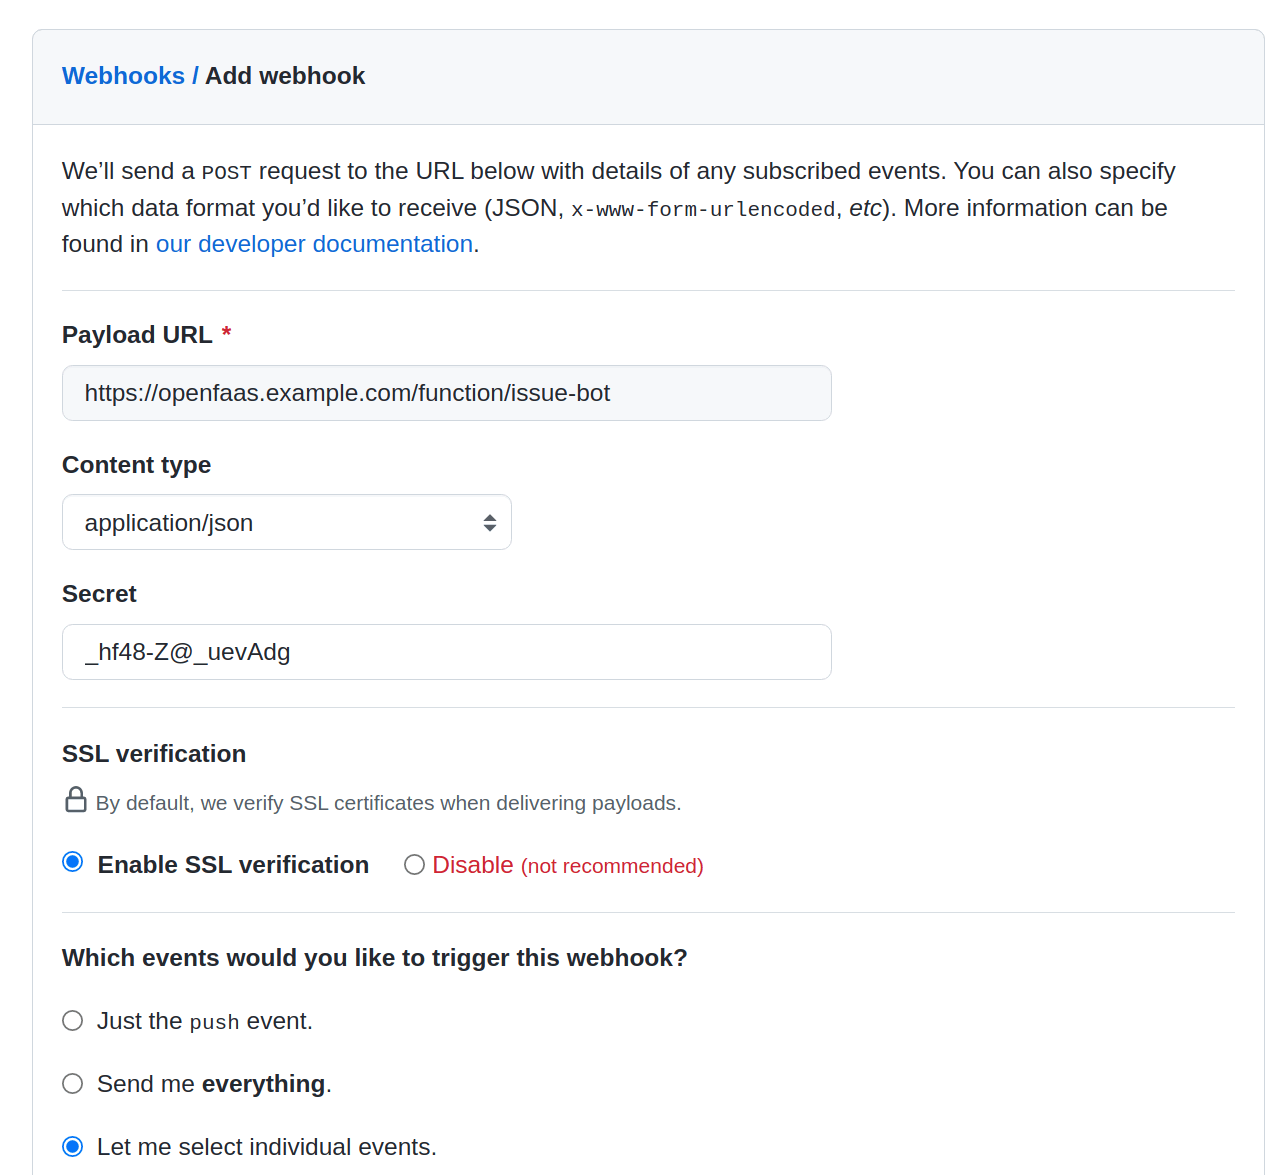 Webhooks / Add webhook
We’ll send a POST request to the URL below with details of any subscribed events. You can also specify
which data format you’d like to receive (JSON, x-www-form-urlencoded, etc). More information can be
found in our developer documentation.
Payload URL *
https://openfaas.example.com/function/issue-bot
Content type
application/json
Secret
_hf48-Z@_uevAdg
SSL verification
By default, we verify SSL certificates when delivering payloads.
Enable SSL verification Disable (not recommended)
Which events would you like to trigger this webhook?
Just the push event.
Send me everything.
Let me select individual events.